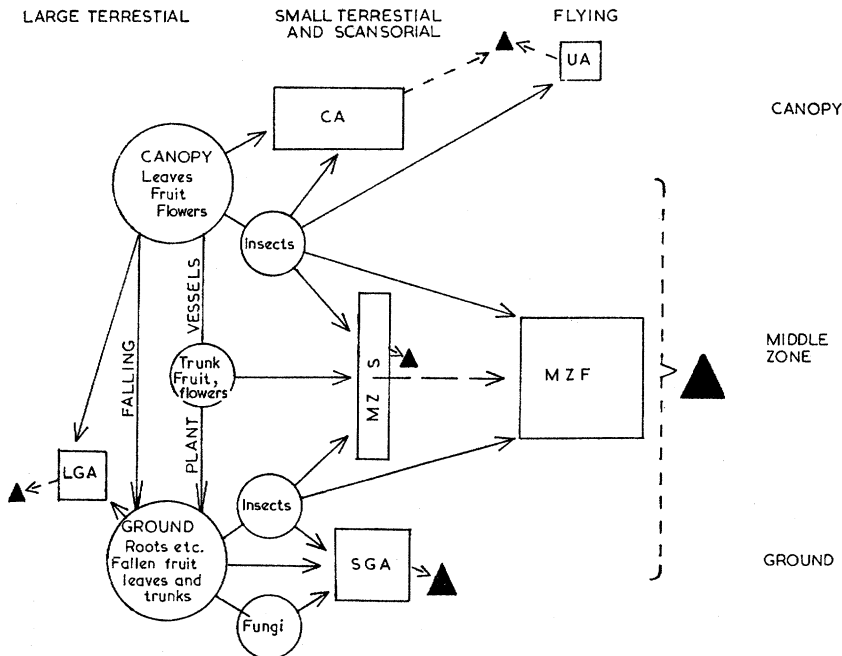 LARGE TERRESTIAL
SMALL TERRESTIAL
AND SCANSORIAL
FLYING
UA
CA
CANOPY
CANOPY
Leaves
Fruit
Flowers
Insects
VESSELS
FALLING
Trunk
Fruit,
flowers
MZ S
MZF
MIDDLE
ZONE
PLANT
LGA
Insects
GROUND
Roots etc.
Fallen fruit
leaves and
trunks
SGA
GROUND
Fungi